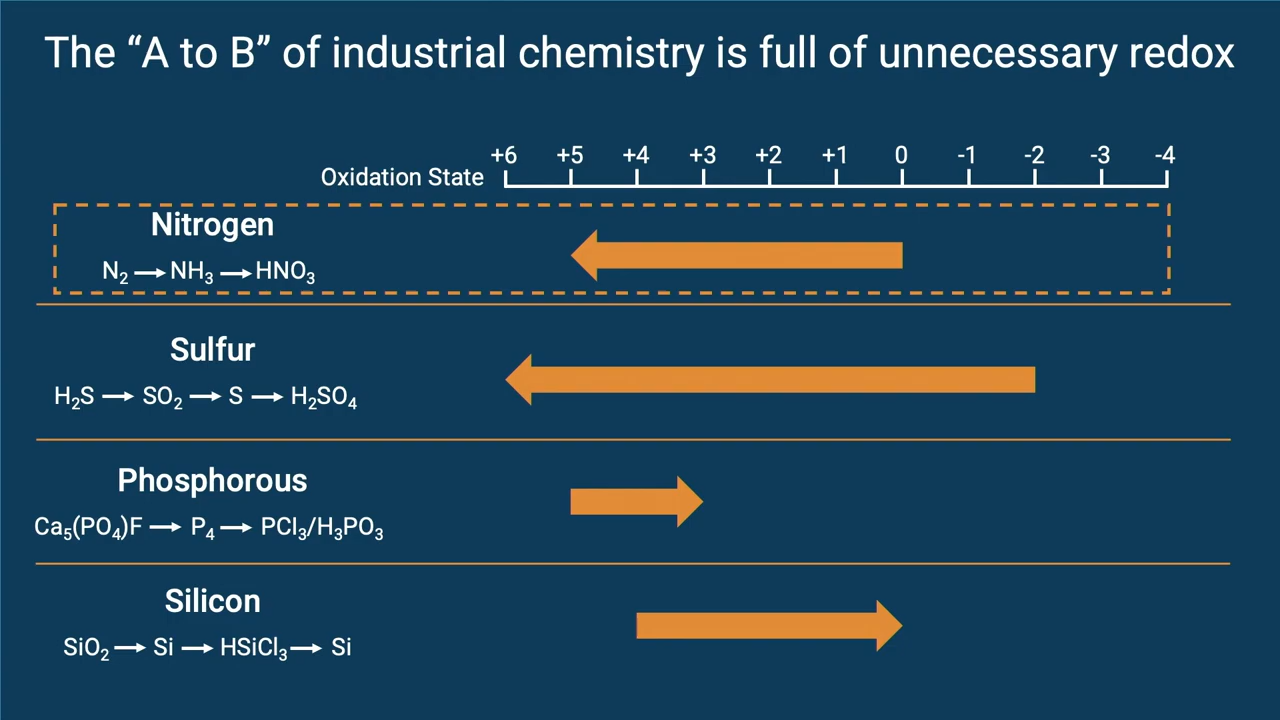 The “A to B” of industrial chemistry is full of unnecessary redox
+6 +5 +4 +3 +2 +1 0 -1 -2 -3 -4
Oxidation State
Nitrogen
N₂ → NH₃ → HNO₃
Sulfur
H₂S → SO₂ → S → H₂SO₄
Phosphorous
Ca₅(PO₄)F → P₄ → PCl₃/H₃PO₃
Silicon
SiO₂ → Si → HSiCl₃ → Si